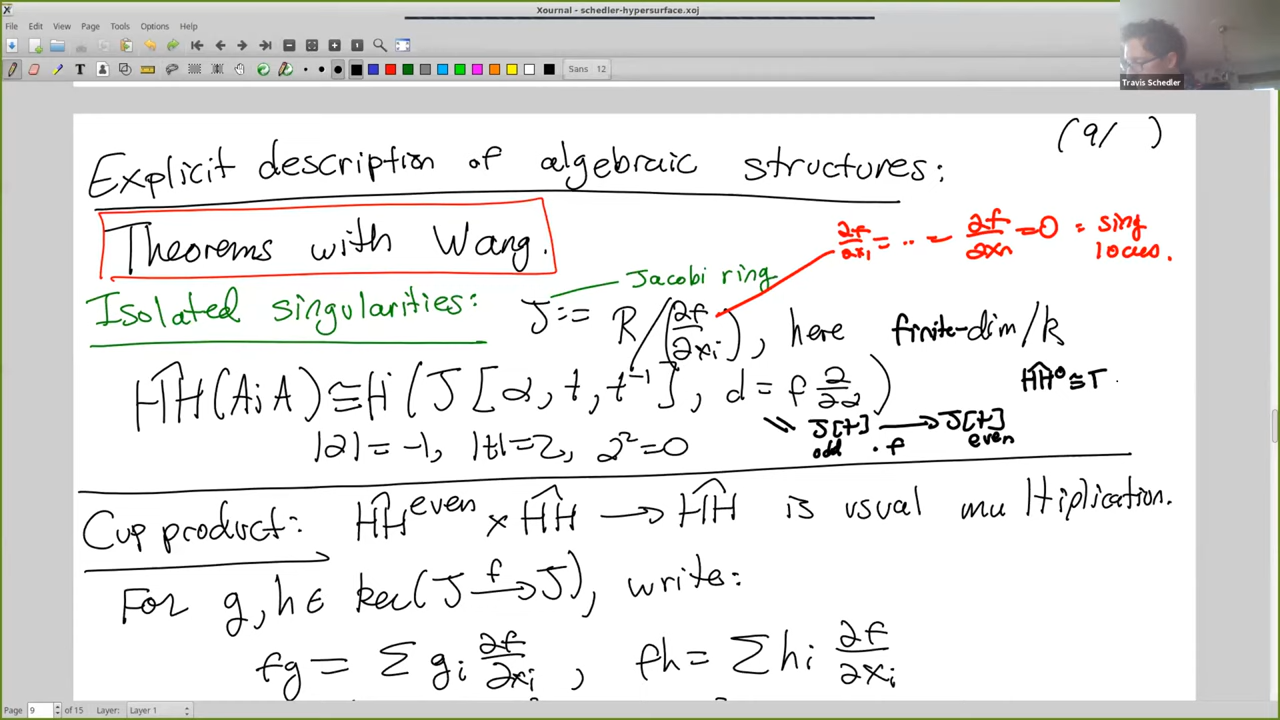 Xournal - schedler-hypersurface.xoj
File Edit View Page Tools Options Help
Sans 12
Travis Schedler
(9/ )
Explicit description of algebraic structures:
Theorems with Wang.
∂f/∂x₁ = ·· = ∂f/∂xₙ = 0 = sing locus.
Jacobi ring
Isolated singularities: J := R/(∂f/∂xᵢ), here finite-dim/k
ĤH(A,A) ≅ H(J[α, t, t⁻¹], d = f ∂/∂α)
ĤH⁰ ≅ T
J[t] odd → ·f J[t] even
|α| = -1, |t| = 2, α² = 0
Cup product: ĤH^even × ĤH → ĤH is usual multiplication.
For g, h ∈ ker(J →^f J), write:
fg = Σ gᵢ ∂f/∂xᵢ , fh = Σ hᵢ ∂f/∂xᵢ
Page 9 of 15 Layer: Layer 1